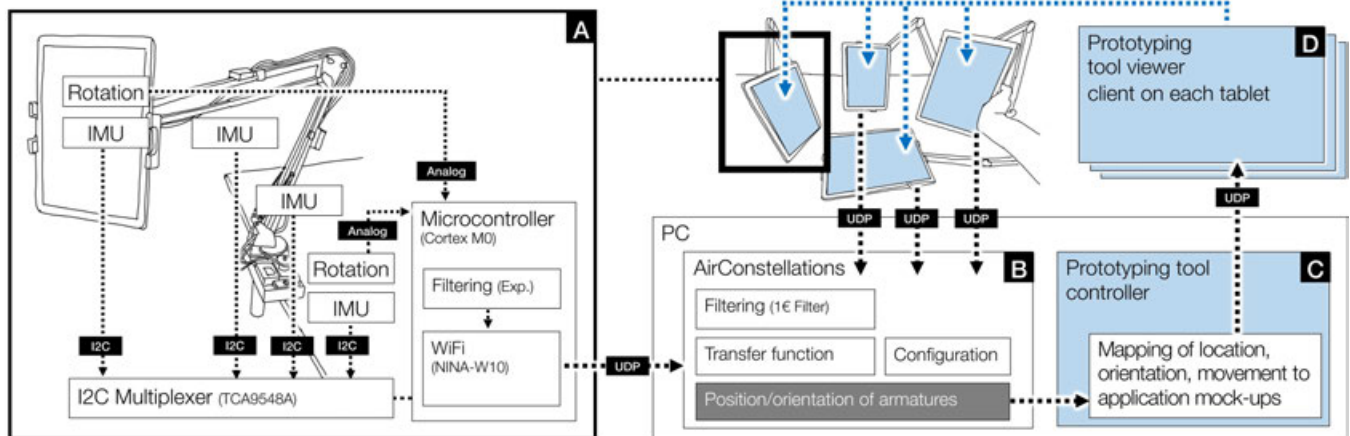 A
Rotation
IMU
IMU
IMU
Analog
Analog
Rotation
IMU
I2C
I2C
I2C
I2C
I2C Multiplexer (TCA9548A)
Microcontroller
(Cortex M0)
Filtering (Exp.)
WiFi
(NINA-W10)
UDP
UDP
UDP
UDP
PC
B
AirConstellations
Filtering (1€ Filter)
Transfer function
Configuration
Position/orientation of armatures
C
Prototyping tool
controller
Mapping of location,
orientation, movement to
application mock-ups
UDP
D
Prototyping
tool viewer
client on each tablet